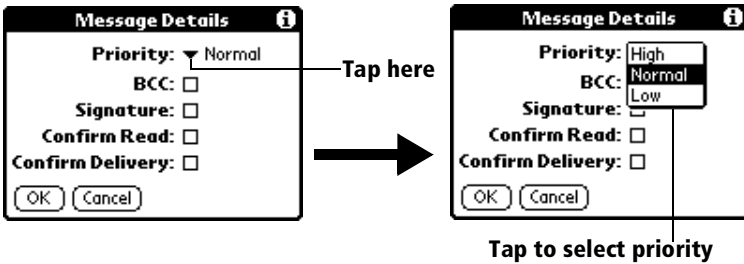 Message Details i
Priority: Normal
BCC:
Signature:
Confirm Read:
Confirm Delivery:
OK Cancel
Tap here
Message Details i
Priority: High
Normal
Low
BCC:
Signature:
Confirm Read:
Confirm Delivery:
OK Cancel
Tap to select priority